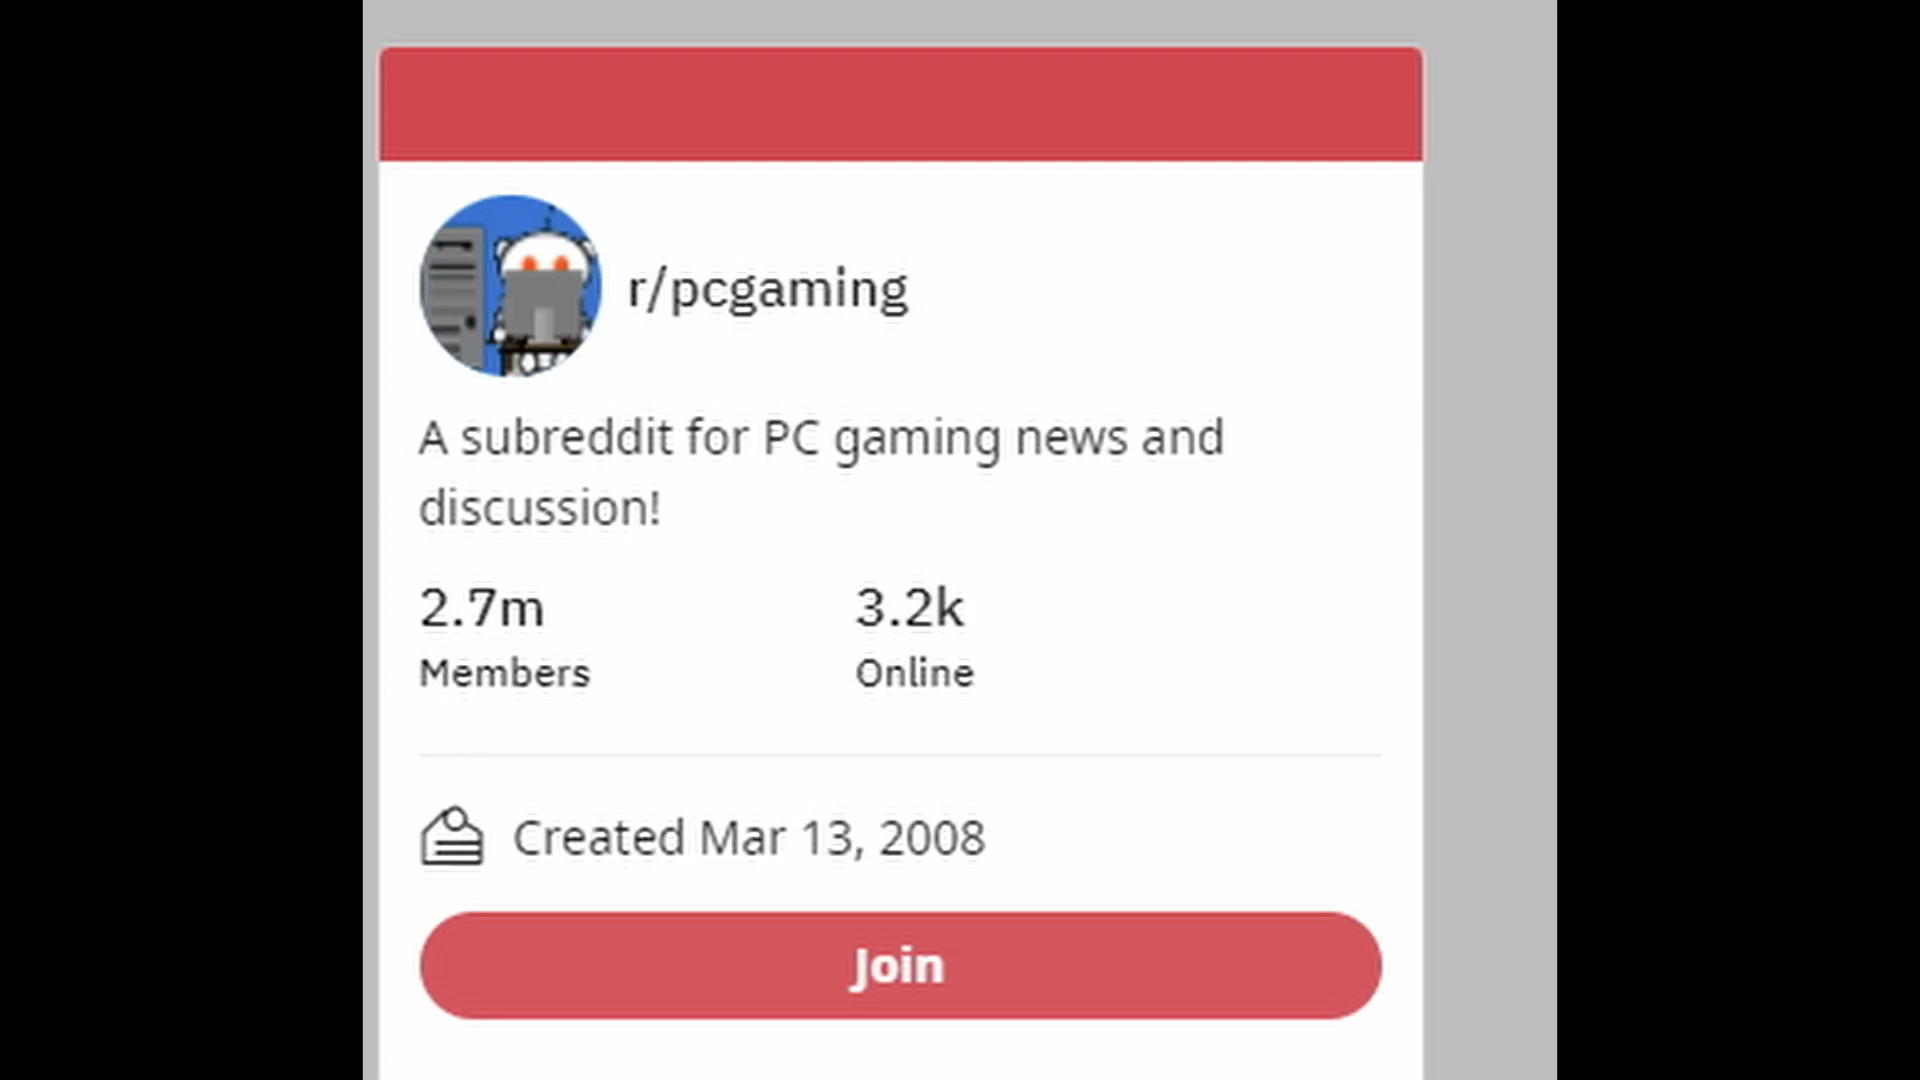 r/pcgaming
A subreddit for PC gaming news and
discussion!
2.7m
Members
3.2k
Online
Created Mar 13, 2008
Join